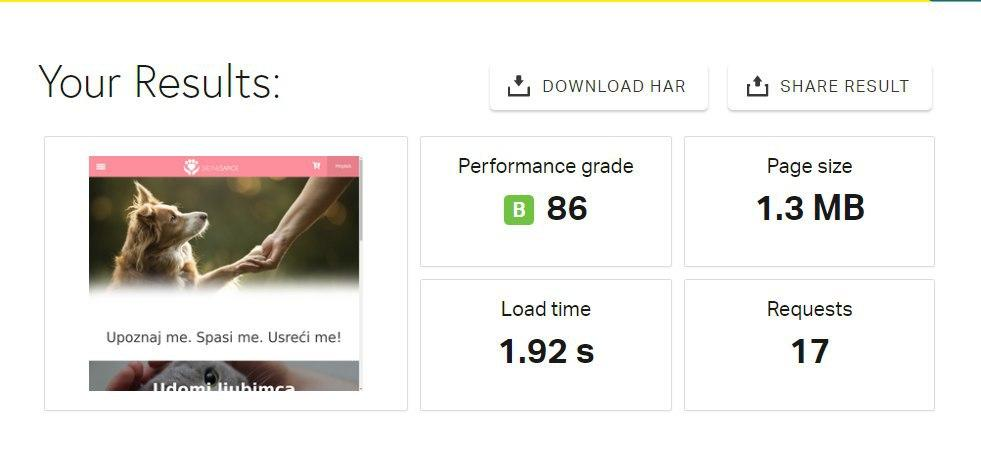 Your Results:
DOWNLOAD HAR
SHARE RESULT
Performance grade
B 86
Page size
1.3 MB
Load time
1.92 s
Requests
17
Upoznaj me. Spasi me. Usreći me!
Udomi ljubimca